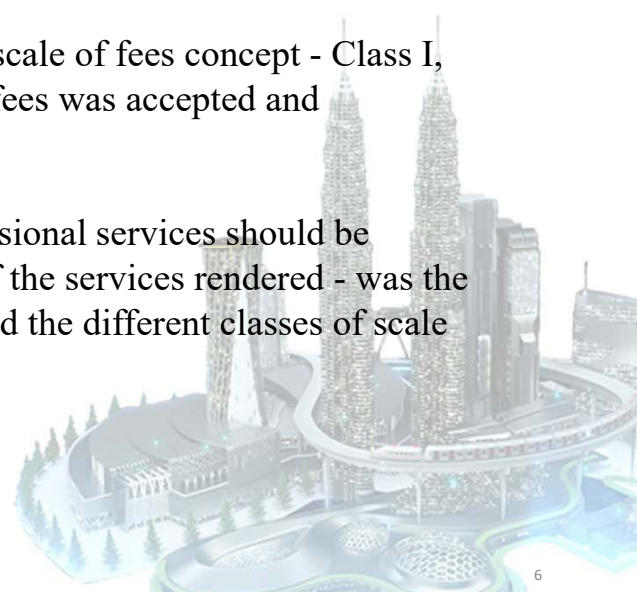 scale of fees concept - Class I,
fees was accepted and
sional services should be
f the services rendered - was the
d the different classes of scale
6